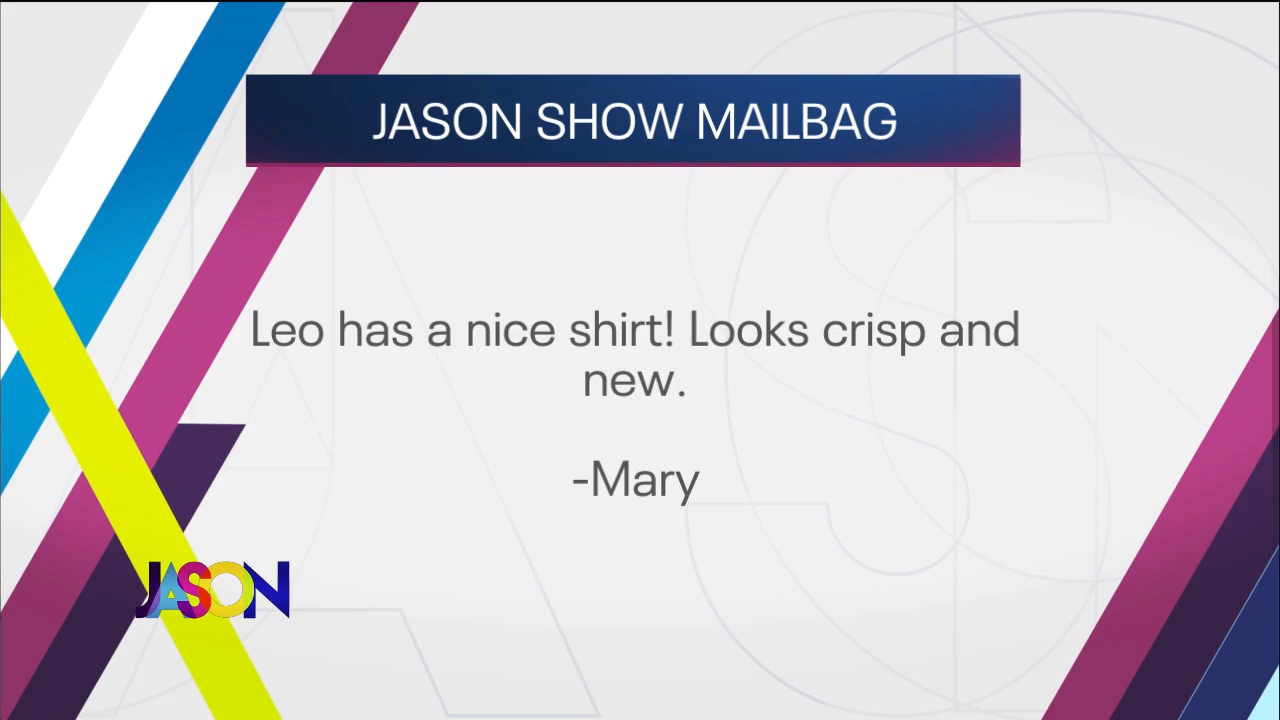 JASON SHOW MAILBAG
Leo has a nice shirt! Looks crisp and
new.
-Mary
JASON